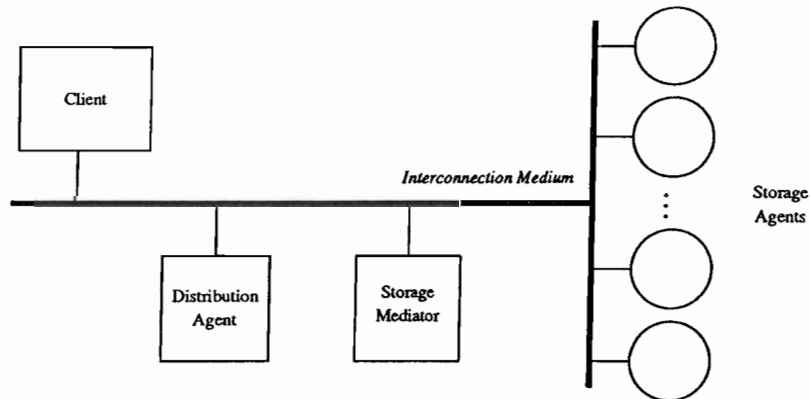 Client
Interconnection Medium
Storage
Agents
Distribution
Agent
Storage
Mediator